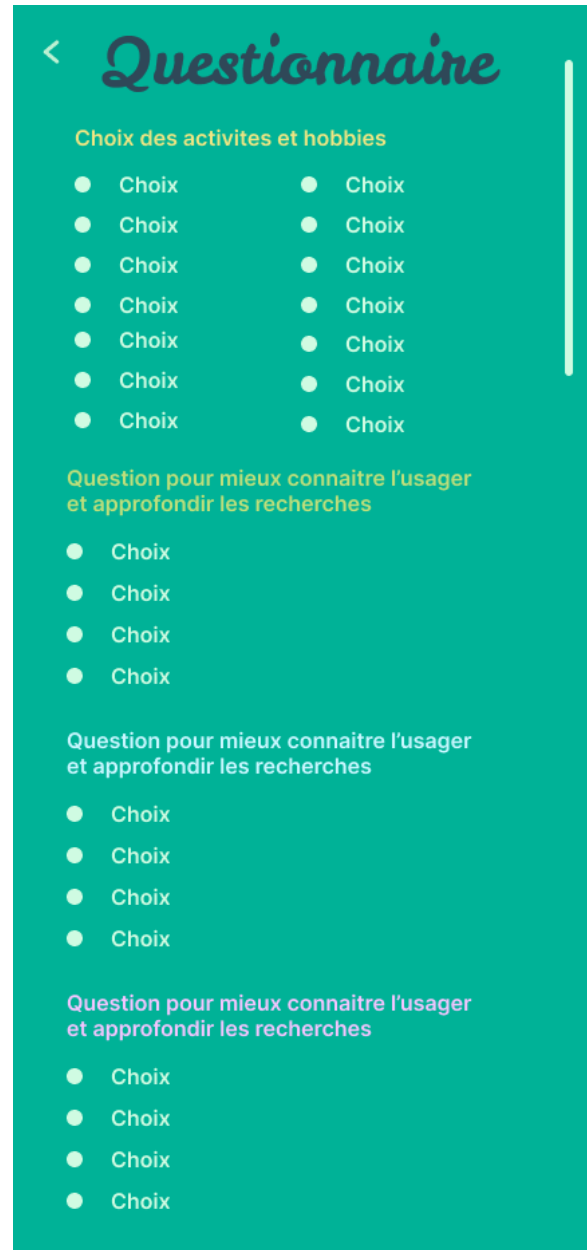 Questionnaire
Choix des activites et hobbies
Choix Choix
Choix Choix
Choix Choix
Choix Choix
Choix Choix
Choix Choix
Choix Choix
Question pour mieux connaitre l'usager
et approfondir les recherches
Choix
Choix
Choix
Choix
Question pour mieux connaitre l'usager
et approfondir les recherches
Choix
Choix
Choix
Choix
Question pour mieux connaitre l'usager
et approfondir les recherches
Choix
Choix
Choix
Choix